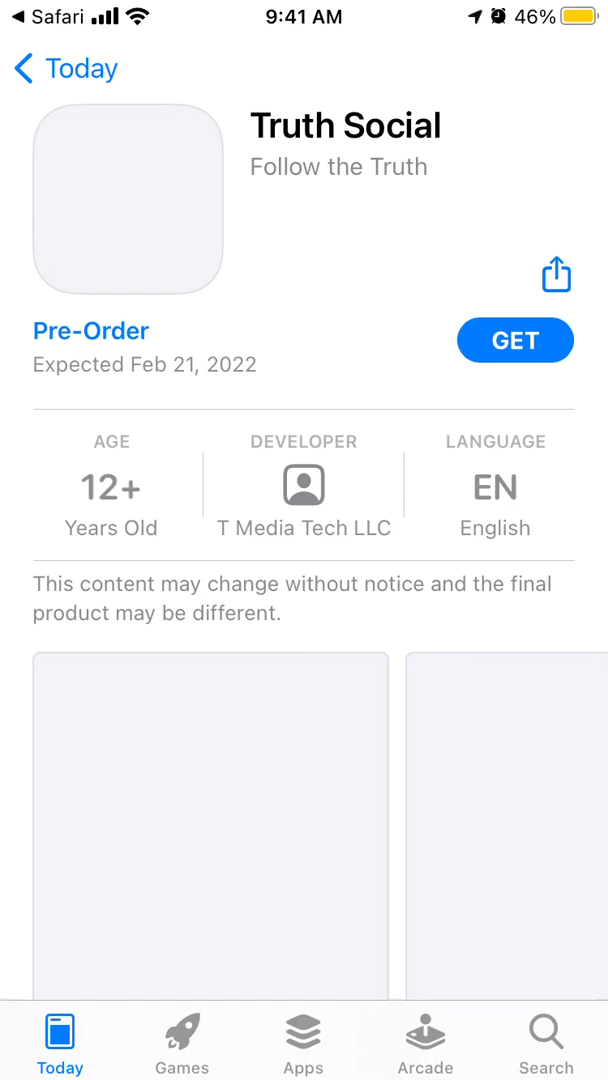 Safari 9:41 AM 46%
Today
Truth Social
Follow the Truth
Pre-Order
GET
Expected Feb 21, 2022
AGE DEVELOPER LANGUAGE
12+ EN
Years Old T Media Tech LLC English
This content may change without notice and the final
product may be different.
Today Games Apps Arcade Search